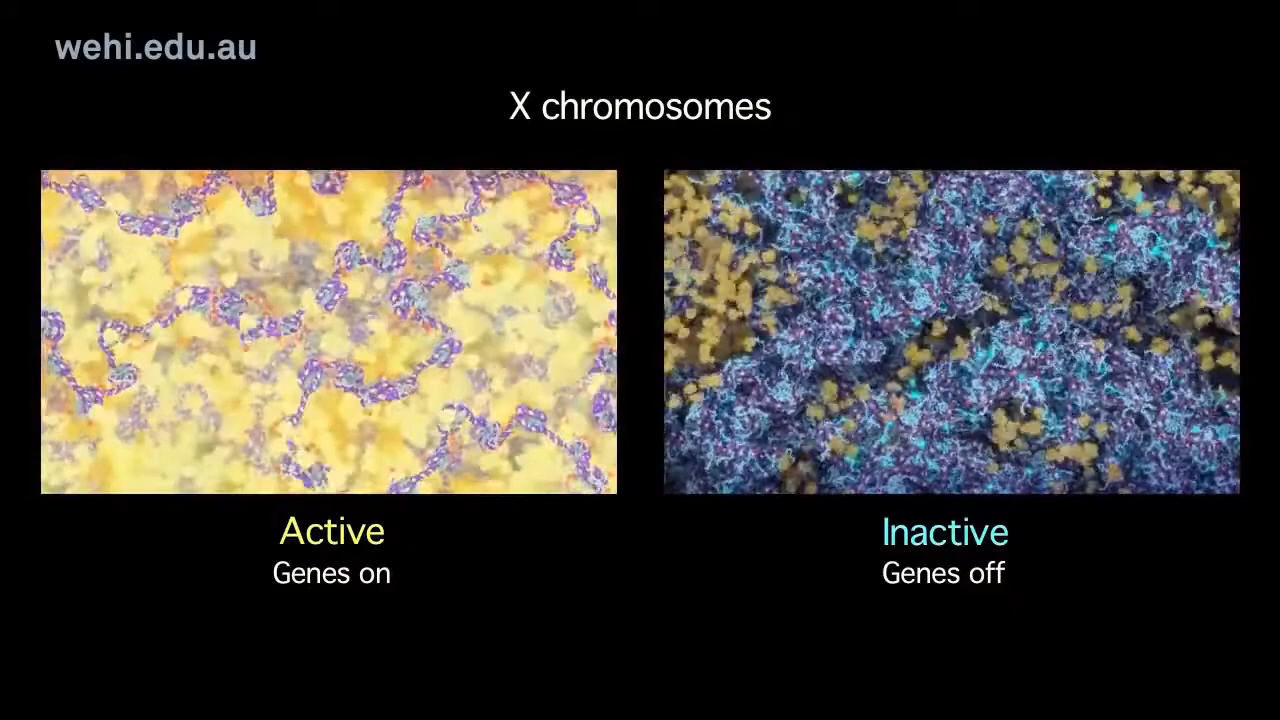 wehi.edu.au
X chromosomes
Active
Inactive
Genes on
Genes off